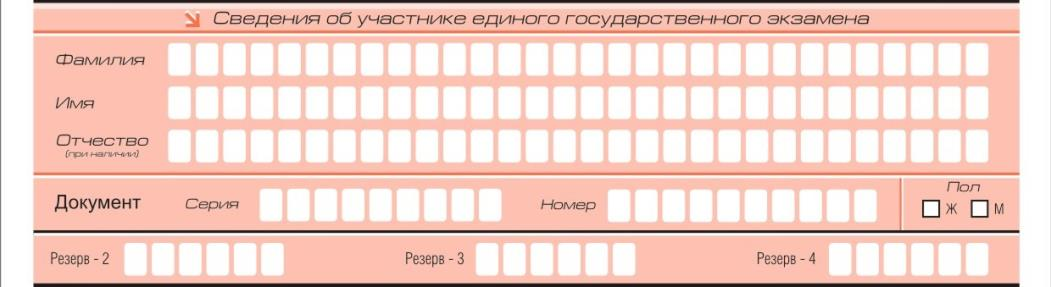 Сведения об участнике единого государственного экзамена
Фамилия
Имя
Отчество
(при наличии)
Документ Серия Номер Пол
Ж М
Резерв - 2 Резерв - 3 Резерв - 4